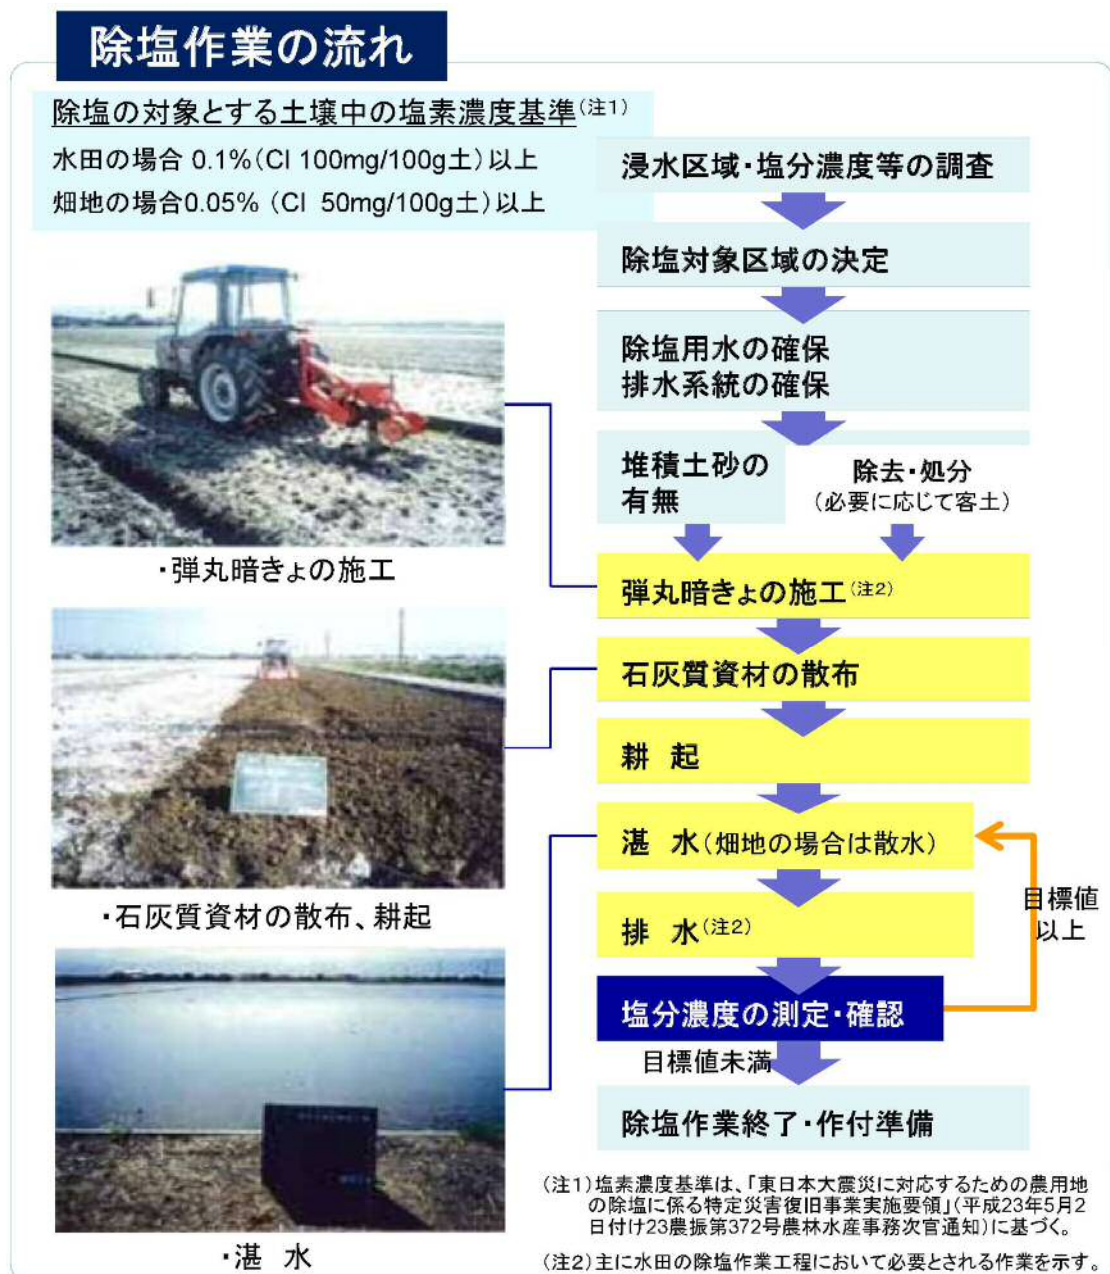 除塩作業の流れ
除塩の対象とする土壌中の塩素濃度基準(注1)
水田の場合 0.1%(Cl 100mg/100g土)以上
畑地の場合0.05% (Cl 50mg/100g土)以上
浸水区域・塩分濃度等の調査
除塩対象区域の決定
除塩用水の確保
排水系統の確保
堆積土砂の
有無
除去・処分
(必要に応じて客土)
・弾丸暗きょの施工
弾丸暗きょの施工(注2)
石灰質資材の散布
耕 起
・石灰質資材の散布、耕起
湛 水(畑地の場合は散水)
排 水(注2)
目標値
以上
塩分濃度の測定・確認
目標値未満
除塩作業終了・作付準備
・湛 水
(注1)塩素濃度基準は、「東日本大震災に対応するための農用地
の除塩に係る特定災害復旧事業実施要領」(平成23年5月2
日付け23農振第372号農林水産事務次官通知)に基づく。
(注2)主に水田の除塩作業工程において必要とされる作業を示す。